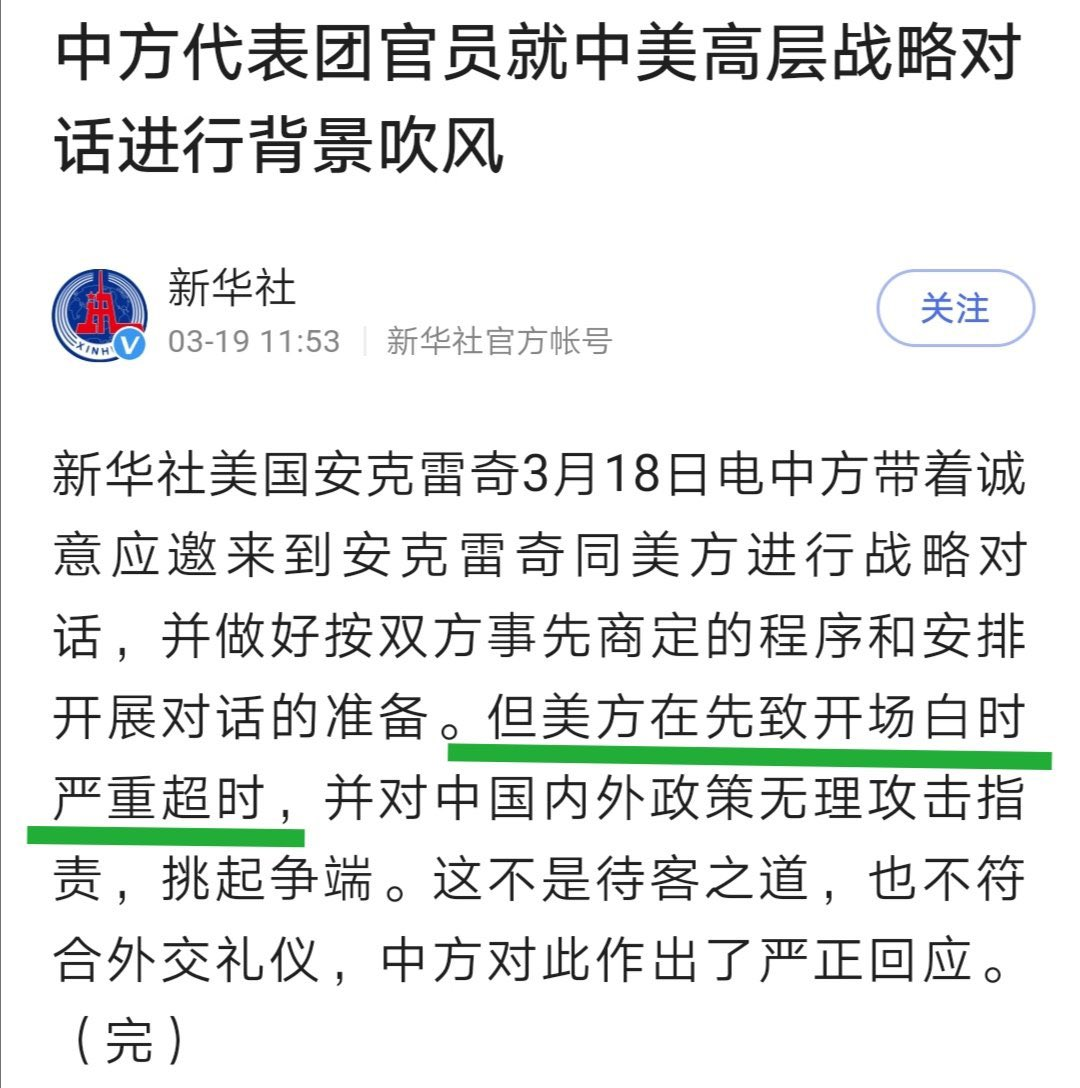 中方代表团官员就中美高层战略对
话进行背景吹风
新华社
03-19 11:53 | 新华社官方帐号
关注
XINH
V
新华社美国安克雷奇3月18日电中方带着诚
意应邀来到安克雷奇同美方进行战略对
话，并做好按双方事先商定的程序和安排
开展对话的准备。但美方在先致开场白时
严重超时，并对中国内外政策无理攻击指
责，挑起争端。这不是待客之道，也不符
合外交礼仪，中方对此作出了严正回应。
（完）